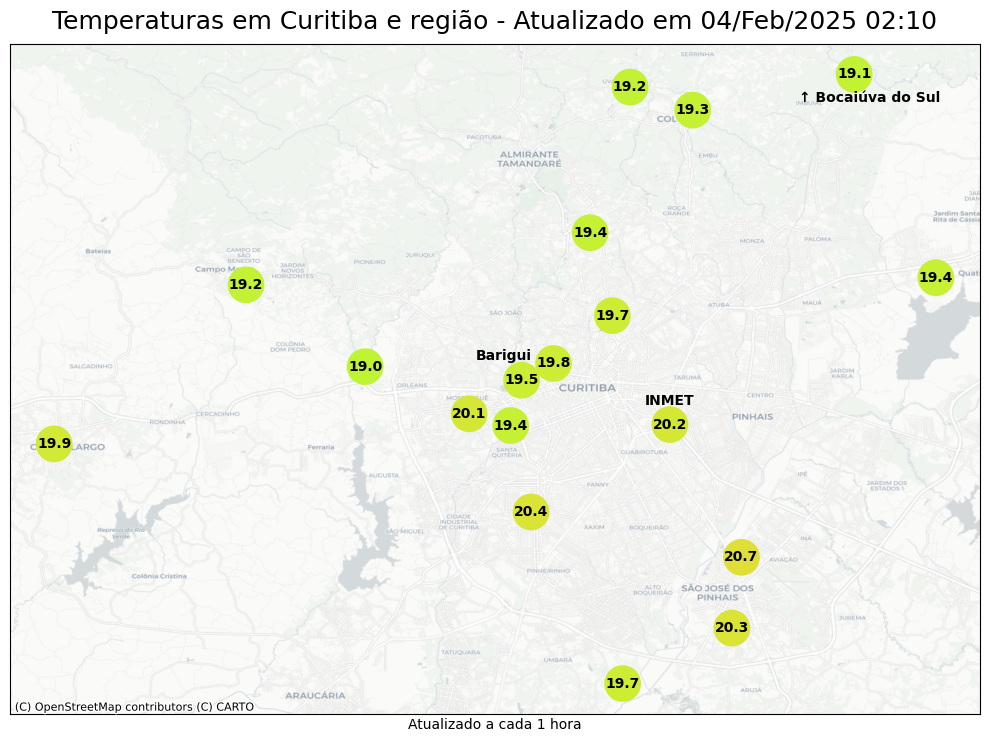 Temperaturas em Curitiba e região - Atualizado em 04/Feb/2025 02:10
SERRINHA
19.1
19.2
↑ Bocaiúva do Sul
19.3
PACOTUBA
ALMIRANTE
TAMANDARÉ
EMBU
ROÇA
GRANDE
Jardim Santa
Rita de Cássia
19.4
MONZA
PALOMA
Bateias
CAMPO DE
SÃO
BENEDITO
JURUQUI
PIONEIRO
JARDIM
NOVOS
HORIZONTES
Campo M
19.2
19.4
Quat
ATUBA
MAUÁ
SÃO JOÃO
19.7
COLÔNIA
DOM PEDRO
Barigui
19.8
SALGADINHO
19.0
19.5
TARUMÃ
JARDIM
KARLA
ORLEANS
CURITIBA
CENTRO
INMET
CERCADINHO
20.1
PINHAIS
RONDINHA
19.4
20.2
19.9
LARGO
Ferraria
SANTA
QUITÉRIA
GUABIROTUBA
AUGUSTA
IPÊ
FANNY
JARDIM DOS
ESTADOS I
20.4
CIDADE
INDUSTRIAL
DE CURITIBA
SÃO MIGUEL
XAXIM
BOQUEIRÃO
Represa do Rio
Verde
INÁ
20.7
AVIAÇÃO
PINHEIRINHO
Colônia Cristina
ALTO
BOQUEIRÃO
SÃO JOSÉ DOS
PINHAIS
JUREMA
20.3
TATUQUARA
UMBARÁ
19.7
ARUJÁ
ARAUCÁRIA
(C) OpenStreetMap contributors (C) CARTO
Atualizado a cada 1 hora